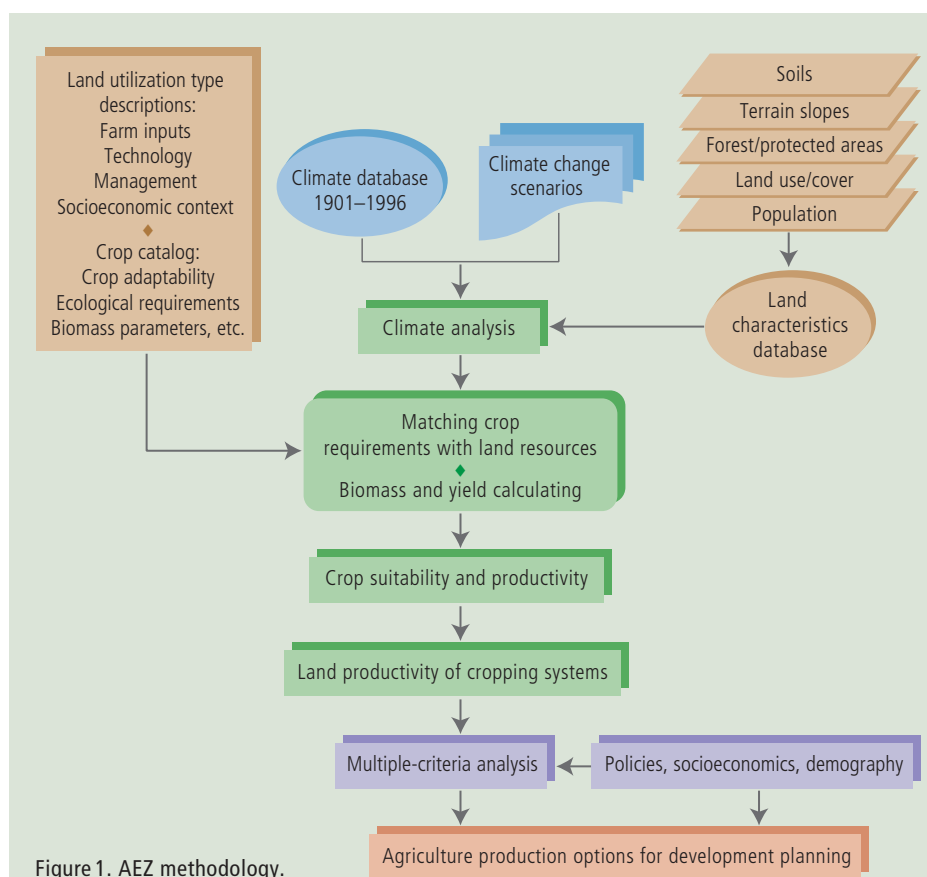 Land utilization type
descriptions:
Farm inputs
Technology
Management
Socioeconomic context
Crop catalog:
Crop adaptability
Ecological requirements
Biomass parameters, etc.
Climate database
1901–1996
Climate change
scenarios
Soils
Terrain slopes
Forest/protected areas
Land use/cover
Population
Land
characteristics
database
Climate analysis
Matching crop
requirements with land resources
Biomass and yield calculating
Crop suitability and productivity
Land productivity of cropping systems
Multiple-criteria analysis
Policies, socioeconomics, demography
Agriculture production options for development planning
Figure 1. AEZ methodology.